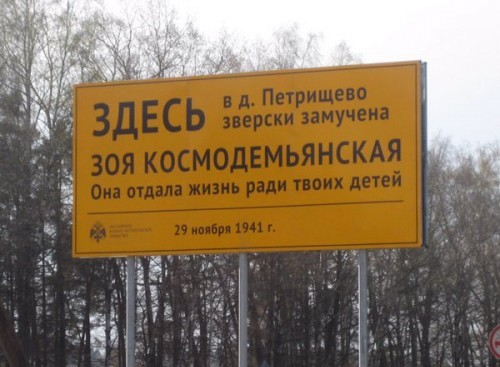 ЗДЕСЬ в д. Петрищево
зверски замучена
ЗОЯ КОСМОДЕМЬЯНСКАЯ
Она отдала жизнь ради твоих детей
29 ноября 1941 г.